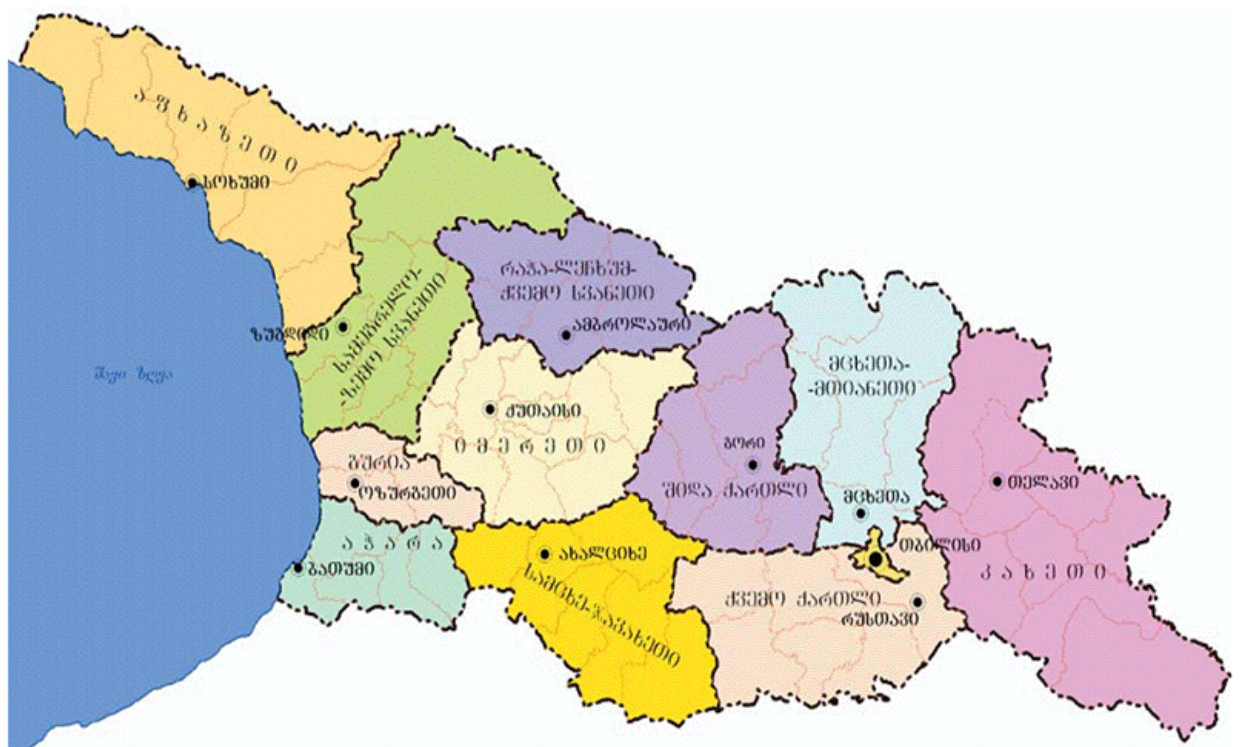 აფხაზეთი
სოხუმი
სამეგრელო-
-ზემო სვანეთი
ზუგდიდი
რაჭა-ლეჩხუმ-
ქვემო სვანეთი
ამბროლაური
შავი ზღვა
ქუთაისი
იმერეთი
მცხეთა-
-მთიანეთი
გორი
შიდა ქართლი
მცხეთა
თელავი
კახეთი
გურია
ოზურგეთი
აჭარა
ბათუმი
ახალციხე
სამცხე-ჯავახეთი
თბილისი
ქვემო ქართლი
რუსთავი